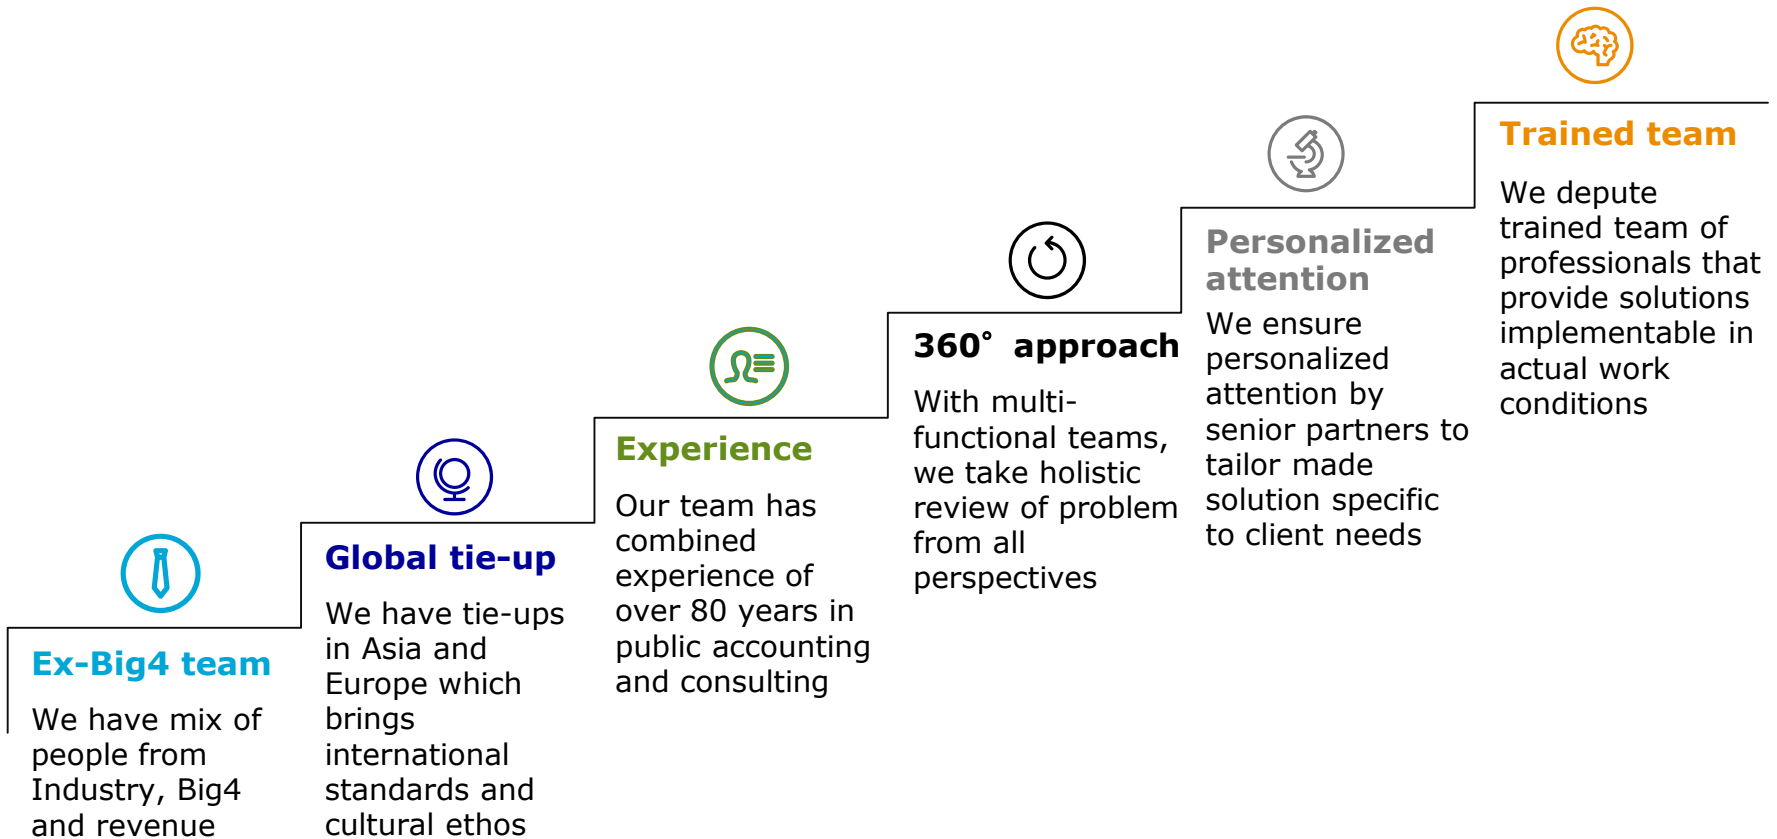 Ex-Big4 team
We have mix of
people from
Industry, Big4
and revenue
Global tie-up
We have tie-ups
in Asia and
Europe which
brings
international
standards and
cultural ethos
Experience
Our team has
combined
experience of
over 80 years in
public accounting
and consulting
360° approach
With multi-
functional teams,
we take holistic
review of problem
from all
perspectives
Personalized
attention
We ensure
personalized
attention by
senior partners to
tailor made
solution specific
to client needs
Trained team
We depute
trained team of
professionals that
provide solutions
implementable in
actual work
conditions